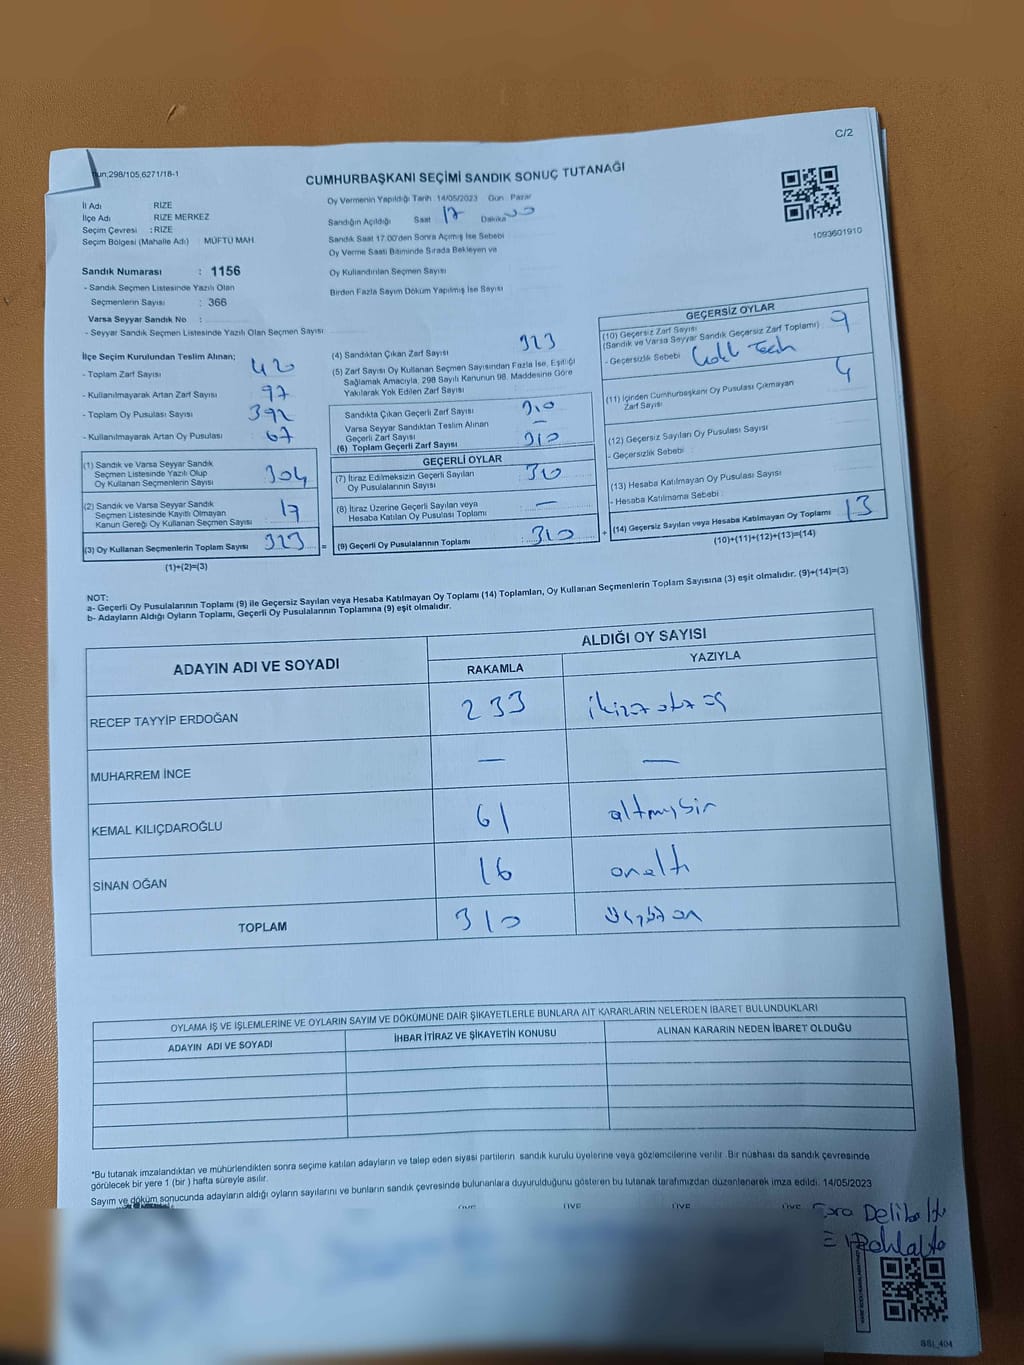 C/2
CUMHURBAŞKANI SEÇİMİ SANDIK SONUÇ TUTANAĞI
İl Adı RİZE
İlçe Adı RİZE MERKEZ
Seçim Çevresi : RİZE
Seçim Bölgesi (Mahalle Adı) MÜFTÜ MAH
Oy Vermenin Yapıldığı Tarih 14/05/2023 Gün Pazar
Sandığın Açıldığı Saat 17 Dakika 00
Sandık Saat 17.00'den Sonra Açımış İse Sebebi
Oy Verme Saati Bitiminde Sırada Bekleyen ve
Oy Kullandırılan Seçmen Sayısı
Birden Fazla Sayım Döküm Yapılmış İse Sayısı
1093601910
Sandık Numarası : 1156
- Sandık Seçmen Listesinde Yazılı Olan
Seçmenlerin Sayısı : 366
Varsa Seyyar Sandık No :
- Seyyar Sandık Seçmen Listesinde Yazılı Olan Seçmen Sayısı
İlçe Seçim Kurulundan Teslim Alınan;
- Toplam Zarf Sayısı 420
- Kullanılmayarak Artan Zarf Sayısı 97
- Toplam Oy Pusulası Sayısı 392
- Kullanılmayarak Artan Oy Pusulası 67
(1) Sandık ve Varsa Seyyar Sandık
Seçmen Listesinde Yazılı Olup
Oy Kullanan Seçmenlerin Sayısı 304
(2) Sandık ve Varsa Seyyar Sandık
Seçmen Listesinde Kayıtlı Olmayan
Kanun Gereği Oy Kullanan Seçmen Sayısı 17
(3) Oy Kullanan Seçmenlerin Toplam Sayısı 323 =
(1)+(2)=(3)
(4) Sandıktan Çıkan Zarf Sayısı 323
(5) Zarf Sayısı Oy Kullanan Seçmen Sayısından Fazla İse, Eşitliği
Sağlamak Amacıyla, 298 Sayılı Kanunun 98. Maddesine Göre
Yakılarak Yok Edilen Zarf Sayısı
Sandıkta Çıkan Geçerli Zarf Sayısı 310
Varsa Seyyar Sandıktan Teslim Alınan
Geçerli Zarf Sayısı —
(6) Toplam Geçerli Zarf Sayısı 310
GEÇERLİ OYLAR
(7) İtiraz Edilmeksizin Geçerli Sayılan
Oy Pusulalarının Sayısı 310
(8) İtiraz Üzerine Geçerli Sayılan veya
Hesaba Katılan Oy Pusulası Toplamı —
(9) Geçerli Oy Pusulalarının Toplamı : 310 +
GEÇERSİZ OYLAR
(10) Geçersiz Zarf Sayısı
(Sandık ve Varsa Seyyar Sandık Geçersiz Zarf Toplamı) 9
- Geçersizlik Sebebi
(11) İçinden Cumhurbaşkanı Oy Pusulası Çıkmayan
Zarf Sayısı 4
(12) Geçersiz Sayılan Oy Pusulası Sayısı
- Geçersizlik Sebebi
(13) Hesaba Katılmayan Oy Pusulası Sayısı
- Hesaba Katılmama Sebebi
(14) Geçersiz Sayılan veya Hesaba Katılmayan Oy Toplamı 13
(10)+(11)+(12)+(13)=(14)
NOT:
a- Geçerli Oy Pusulalarının Toplamı (9) ile Geçersiz Sayılan veya Hesaba Katılmayan Oy Toplamı (14) Toplamları, Oy Kullanan Seçmenlerin Toplam Sayısına (3) eşit olmalıdır. (9)+(14)=(3)
b- Adayların Aldığı Oyların Toplamı, Geçerli Oy Pusulalarının Toplamına (9) eşit olmalıdır.
ADAYIN ADI VE SOYADI ALDIĞI OY SAYISI
RAKAMLA YAZIYLA
RECEP TAYYİP ERDOĞAN 233
MUHARREM İNCE — —
KEMAL KILIÇDAROĞLU 61 altmışbir
SİNAN OĞAN 16 onaltı
TOPLAM 310 üçyüzon
OYLAMA İŞ VE İŞLEMLERİNE VE OYLARIN SAYIM VE DÖKÜMÜNE DAİR ŞİKAYETLERLE BUNLARA AİT KARARLARIN NELERDEN İBARET BULUNDUKLARI
ADAYIN ADI VE SOYADI İHBAR İTİRAZ VE ŞİKAYETİN KONUSU ALINAN KARARIN NEDEN İBARET OLDUĞU
*Bu tutanak imzalandıktan ve mühürlendikten sonra seçime katılan adayların ve talep eden siyasi partilerin sandık kurulu üyelerine veya gözlemcilerine verilir. Bir nüshası da sandık çevresinde
görülecek bir yere 1 (bir) hafta süreyle asılır.
Sayım ve döküm sonucunda adayların aldığı oyların sayılarını ve bunların sandık çevresinde bulunanlara duyurulduğunu gösteren bu tutanak tarafımızdan düzenlenerek imza edildi. 14/05/2023